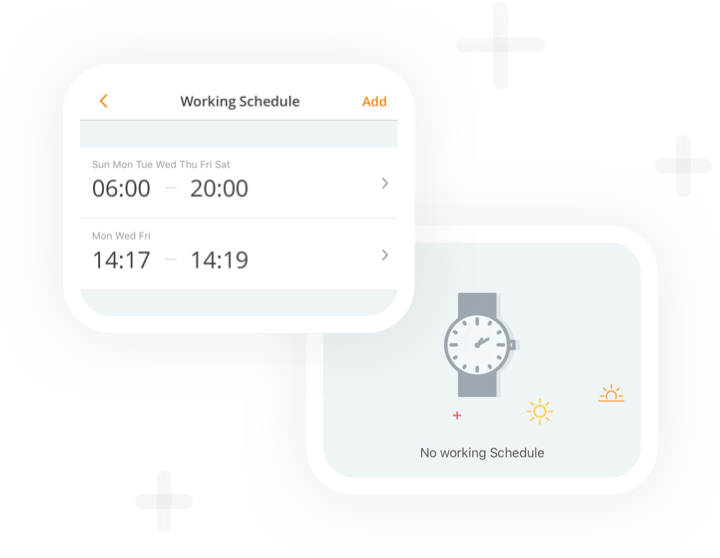 Working Schedule
Add
Sun Mon Tue Wed Thu Fri Sat
06:00 — 20:00
Mon Wed Fri
14:17 — 14:19
No working Schedule